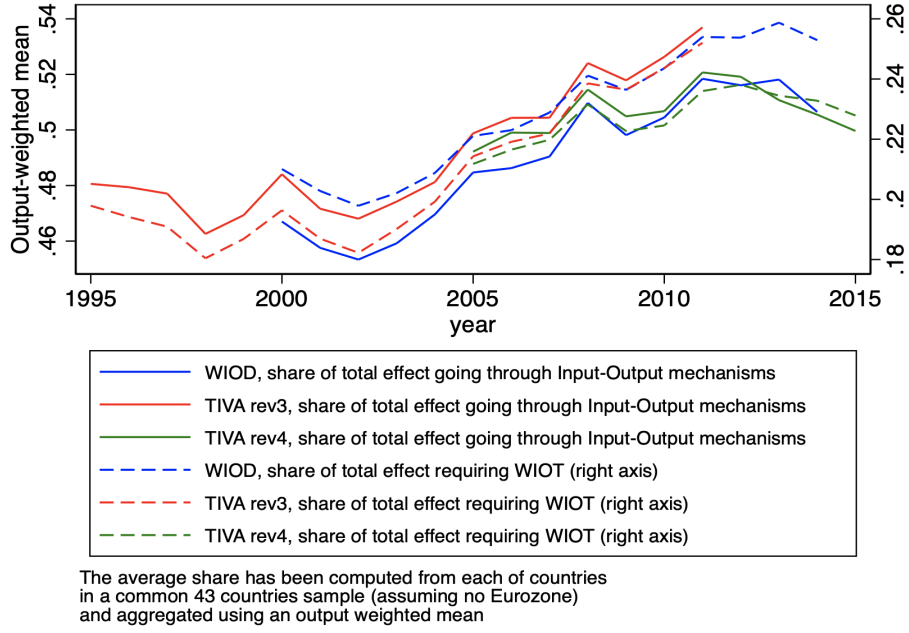 .54
.52
.5
.48
.46
Output-weighted mean
.26
.24
.22
.2
.18
1995 2000 2005 2010 2015
year
WIOD, share of total effect going through Input-Output mechanisms
TIVA rev3, share of total effect going through Input-Output mechanisms
TIVA rev4, share of total effect going through Input-Output mechanisms
WIOD, share of total effect requiring WIOT (right axis)
TIVA rev3, share of total effect requiring WIOT (right axis)
TIVA rev4, share of total effect requiring WIOT (right axis)
The average share has been computed from each of countries
in a common 43 countries sample (assuming no Eurozone)
and aggregated using an output weighted mean